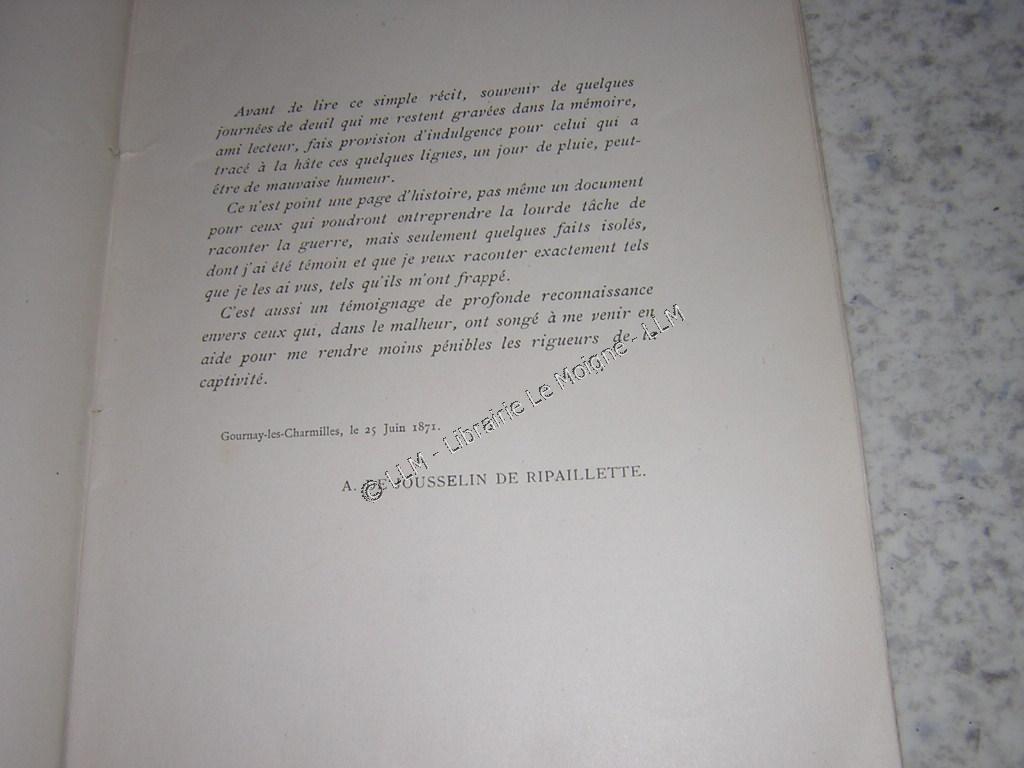 Avant de lire ce simple récit, souvenir de quelques
journées de deuil qui me restent gravées dans la mémoire,
ami lecteur, fais provision d'indulgence pour celui qui a
tracé à la hâte ces quelques lignes, un jour de pluie, peut-
être de mauvaise humeur.
Ce n'est point une page d'histoire, pas même un document
pour ceux qui voudront entreprendre la lourde tâche de
raconter la guerre, mais seulement quelques faits isolés,
dont j'ai été témoin et que je veux raconter exactement tels
que je les ai vus, tels qu'ils m'ont frappé.
C'est aussi un témoignage de profonde reconnaissance
envers ceux qui, dans le malheur, ont songé à me venir en
aide pour me rendre moins pénibles les rigueurs de la
captivité.
Gournay-les-Charmilles, le 25 Juin 1871.
A. DE JOUSSELIN DE RIPAILLETTE.
© LLM - Librairie Le Moigne - LLM